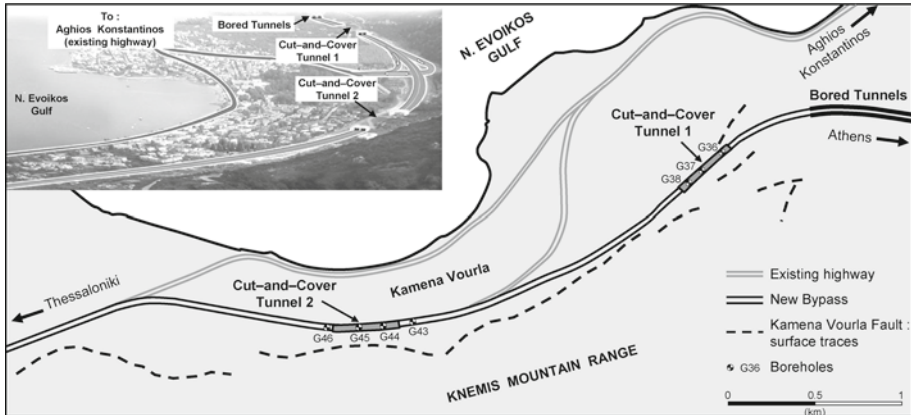 To :
Aghios Konstantinos
(existing highway)
Bored Tunnels
Cut–and–Cover
Tunnel 1
Cut–and–Cover
Tunnel 2
N. Evoikos
Gulf
N. EVOIKOS
GULF
Aghios
Konstantinos
Bored Tunnels
Athens
Cut–and–Cover
Tunnel 1
G36
G37
G38
Kamena Vourla
Thessaloniki
Cut–and–Cover
Tunnel 2
G46
G45
G44
G43
KNEMIS MOUNTAIN RANGE
Existing highway
New Bypass
Kamena Vourla Fault :
surface traces
G36 Boreholes
0 0.5 1
(km)